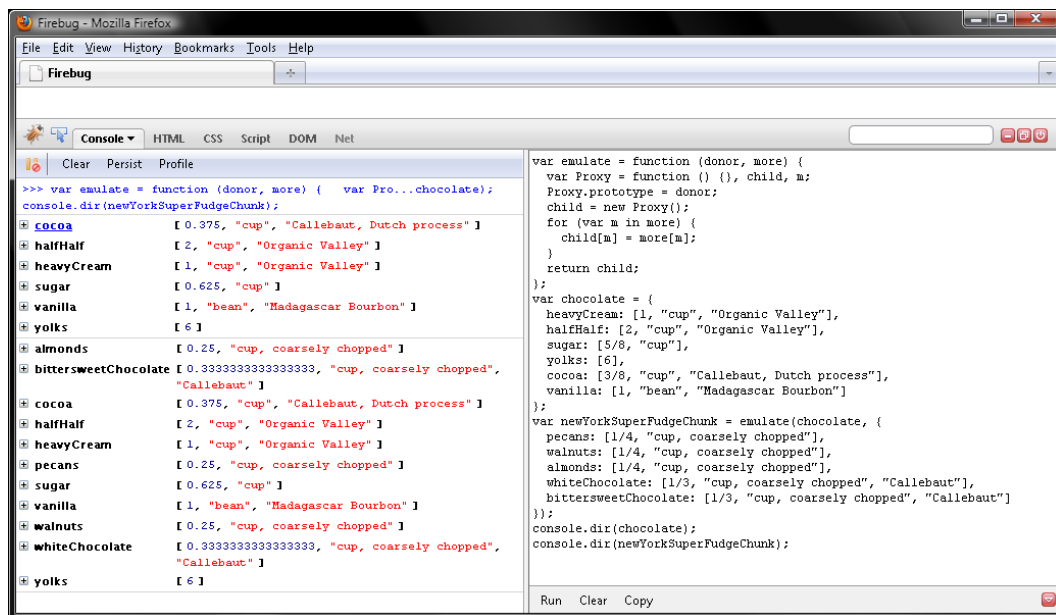 Firebug - Mozilla Firefox
File Edit View History Bookmarks Tools Help
Firebug
Console HTML CSS Script DOM Net
Clear Persist Profile
>>> var emulate = function (donor, more) {   var Pro...chocolate);
console.dir(newYorkSuperFudgeChunk);
cocoa [ 0.375, "cup", "Callebaut, Dutch process" ]
halfHalf [ 2, "cup", "Organic Valley" ]
heavyCream [ 1, "cup", "Organic Valley" ]
sugar [ 0.625, "cup" ]
vanilla [ 1, "bean", "Madagascar Bourbon" ]
yolks [ 6 ]
almonds [ 0.25, "cup, coarsely chopped" ]
bittersweetChocolate [ 0.3333333333333333, "cup, coarsely chopped",
"Callebaut" ]
cocoa [ 0.375, "cup", "Callebaut, Dutch process" ]
halfHalf [ 2, "cup", "Organic Valley" ]
heavyCream [ 1, "cup", "Organic Valley" ]
pecans [ 0.25, "cup, coarsely chopped" ]
sugar [ 0.625, "cup" ]
vanilla [ 1, "bean", "Madagascar Bourbon" ]
walnuts [ 0.25, "cup, coarsely chopped" ]
whiteChocolate [ 0.3333333333333333, "cup, coarsely chopped",
"Callebaut" ]
yolks [ 6 ]
var emulate = function (donor, more) {
  var Proxy = function () {}, child, m;
  Proxy.prototype = donor;
  child = new Proxy();
  for (var m in more) {
    child[m] = more[m];
  }
  return child;
};
var chocolate = {
  heavyCream: [1, "cup", "Organic Valley"],
  halfHalf: [2, "cup", "Organic Valley"],
  sugar: [5/8, "cup"],
  yolks: [6],
  cocoa: [3/8, "cup", "Callebaut, Dutch process"],
  vanilla: [1, "bean", "Madagascar Bourbon"]
};
var newYorkSuperFudgeChunk = emulate(chocolate, {
  pecans: [1/4, "cup, coarsely chopped"],
  walnuts: [1/4, "cup, coarsely chopped"],
  almonds: [1/4, "cup, coarsely chopped"],
  whiteChocolate: [1/3, "cup, coarsely chopped", "Callebaut"],
  bittersweetChocolate: [1/3, "cup, coarsely chopped", "Callebaut"]
});
console.dir(chocolate);
console.dir(newYorkSuperFudgeChunk);
Run Clear Copy